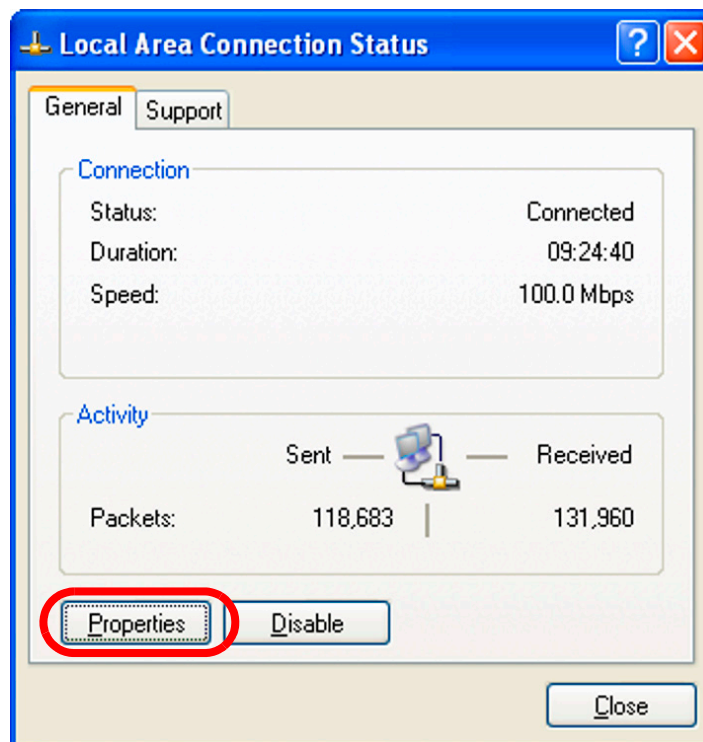 Local Area Connection Status
General Support
Connection
Status: Connected
Duration: 09:24:40
Speed: 100.0 Mbps
Activity
Sent Received
Packets: 118,683 131,960
Properties Disable
Close